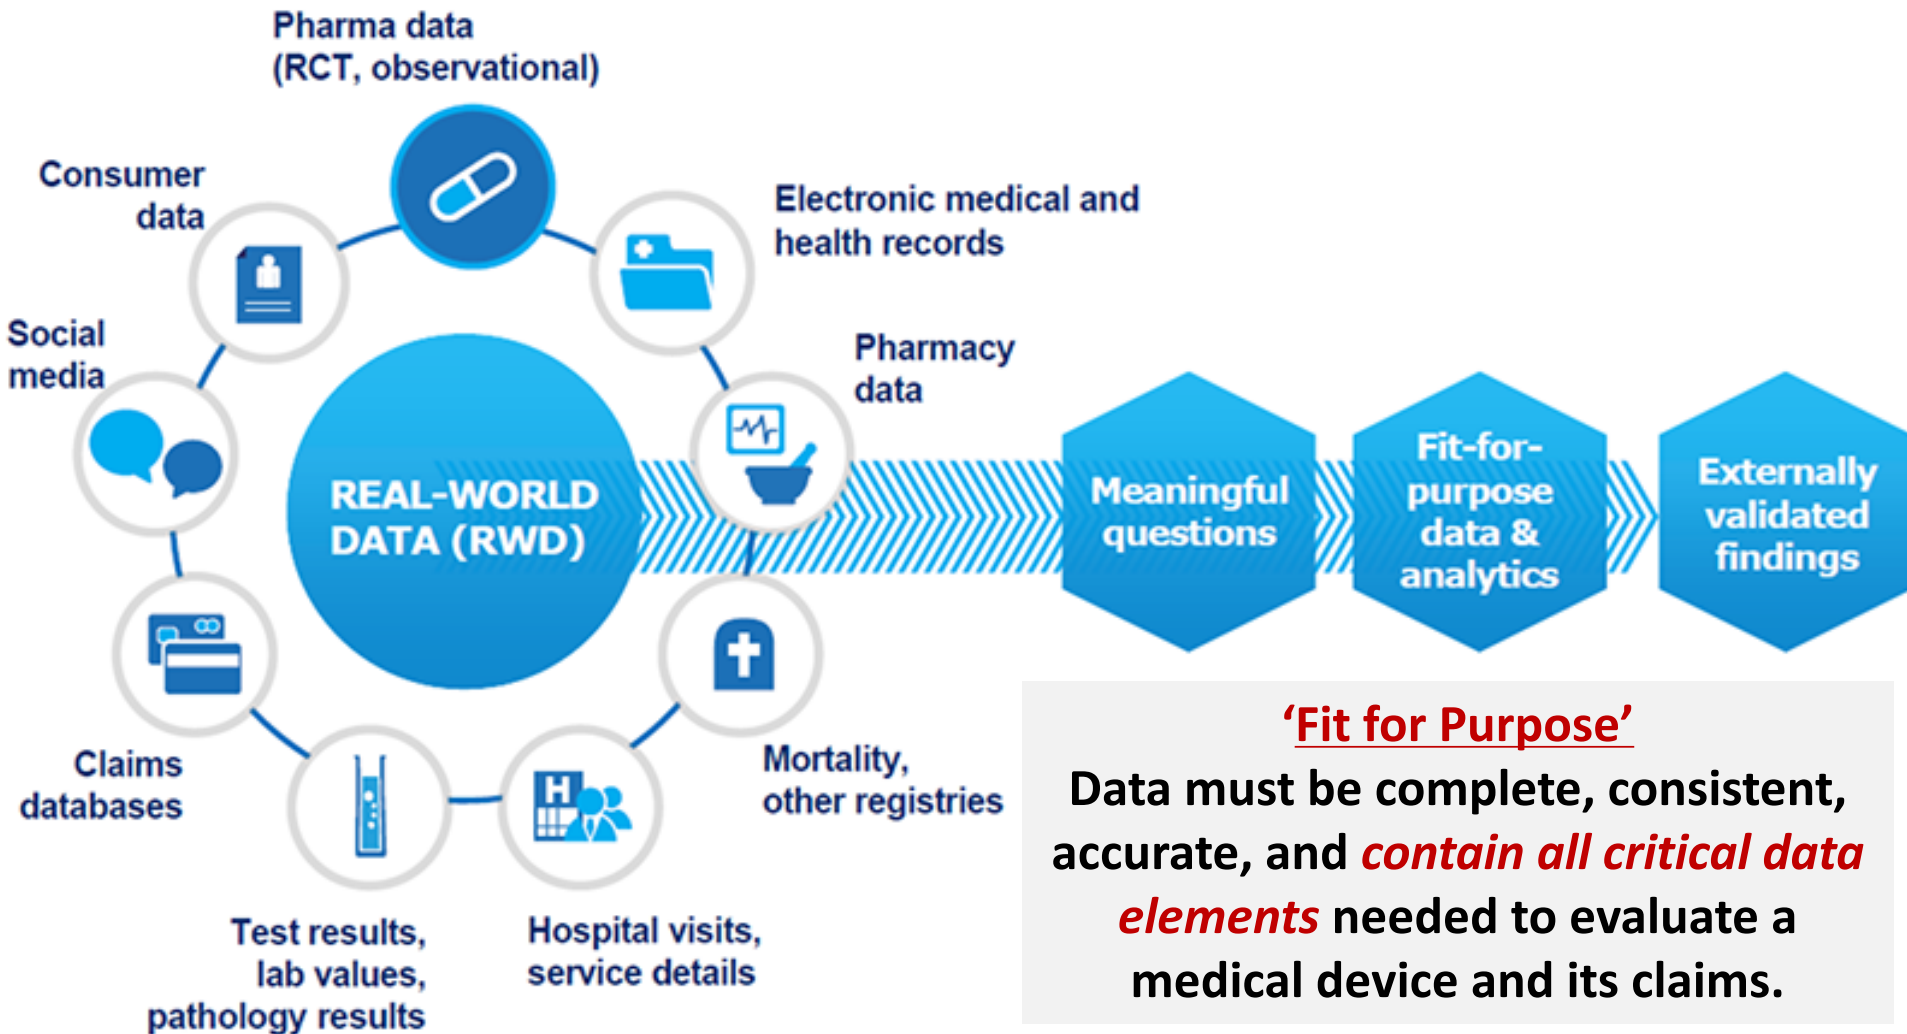 Pharma data
(RCT, observational)
Consumer
data
Electronic medical and
health records
Social
media
Pharmacy
data
REAL-WORLD
DATA (RWD)
Meaningful
questions
Fit-for-
purpose
data &
analytics
Externally
validated
findings
H
Claims
databases
Mortality,
other registries
Test results,
lab values,
pathology results
Hospital visits,
service details
‘Fit for Purpose’
Data must be complete, consistent,
accurate, and contain all critical data
elements needed to evaluate a
medical device and its claims.